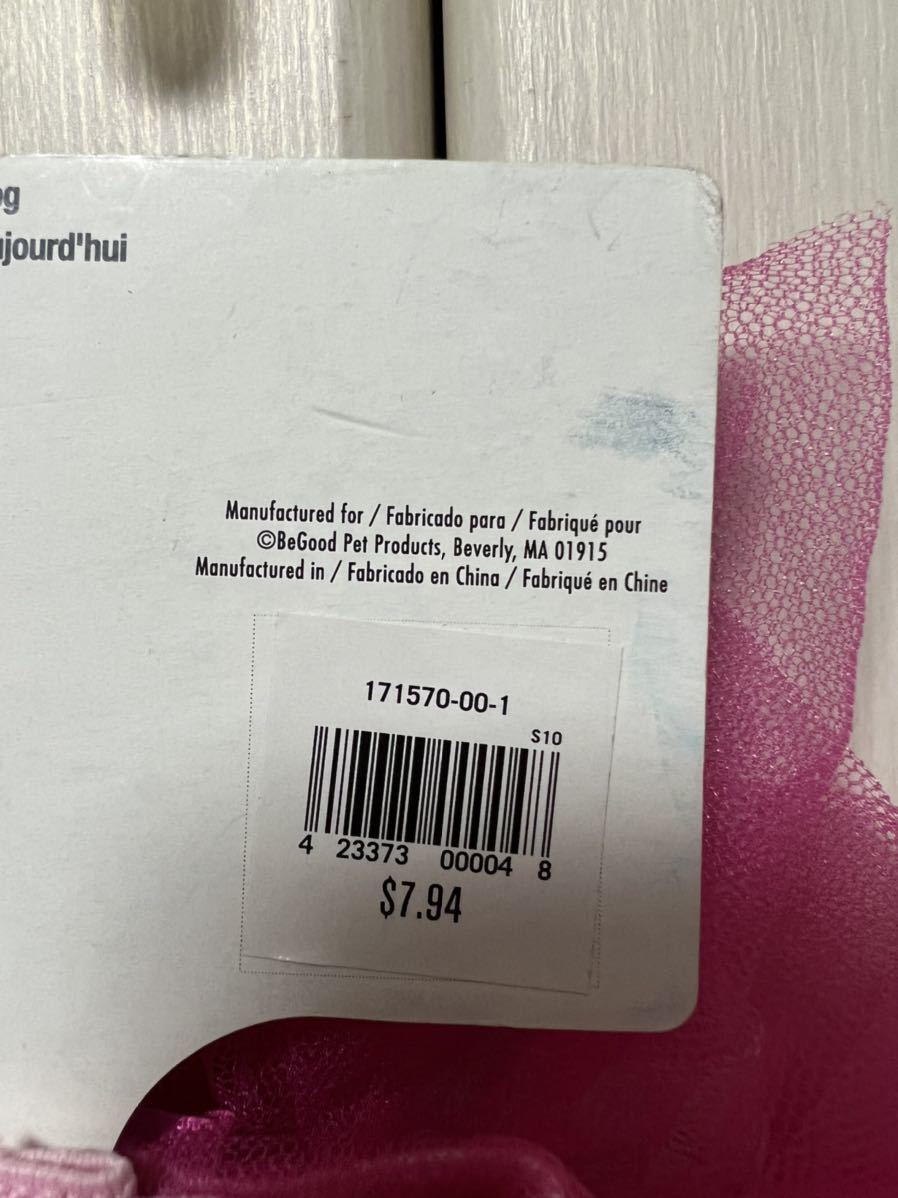 og
ujourd'hui
Manufactured for / Fabricado para / Fabriqué pour
©BeGood Pet Products, Beverly, MA 01915
Manufactured in / Fabricado en China / Fabriqué en Chine
171570-00-1
S10
4 23373 00004 8
$7.94